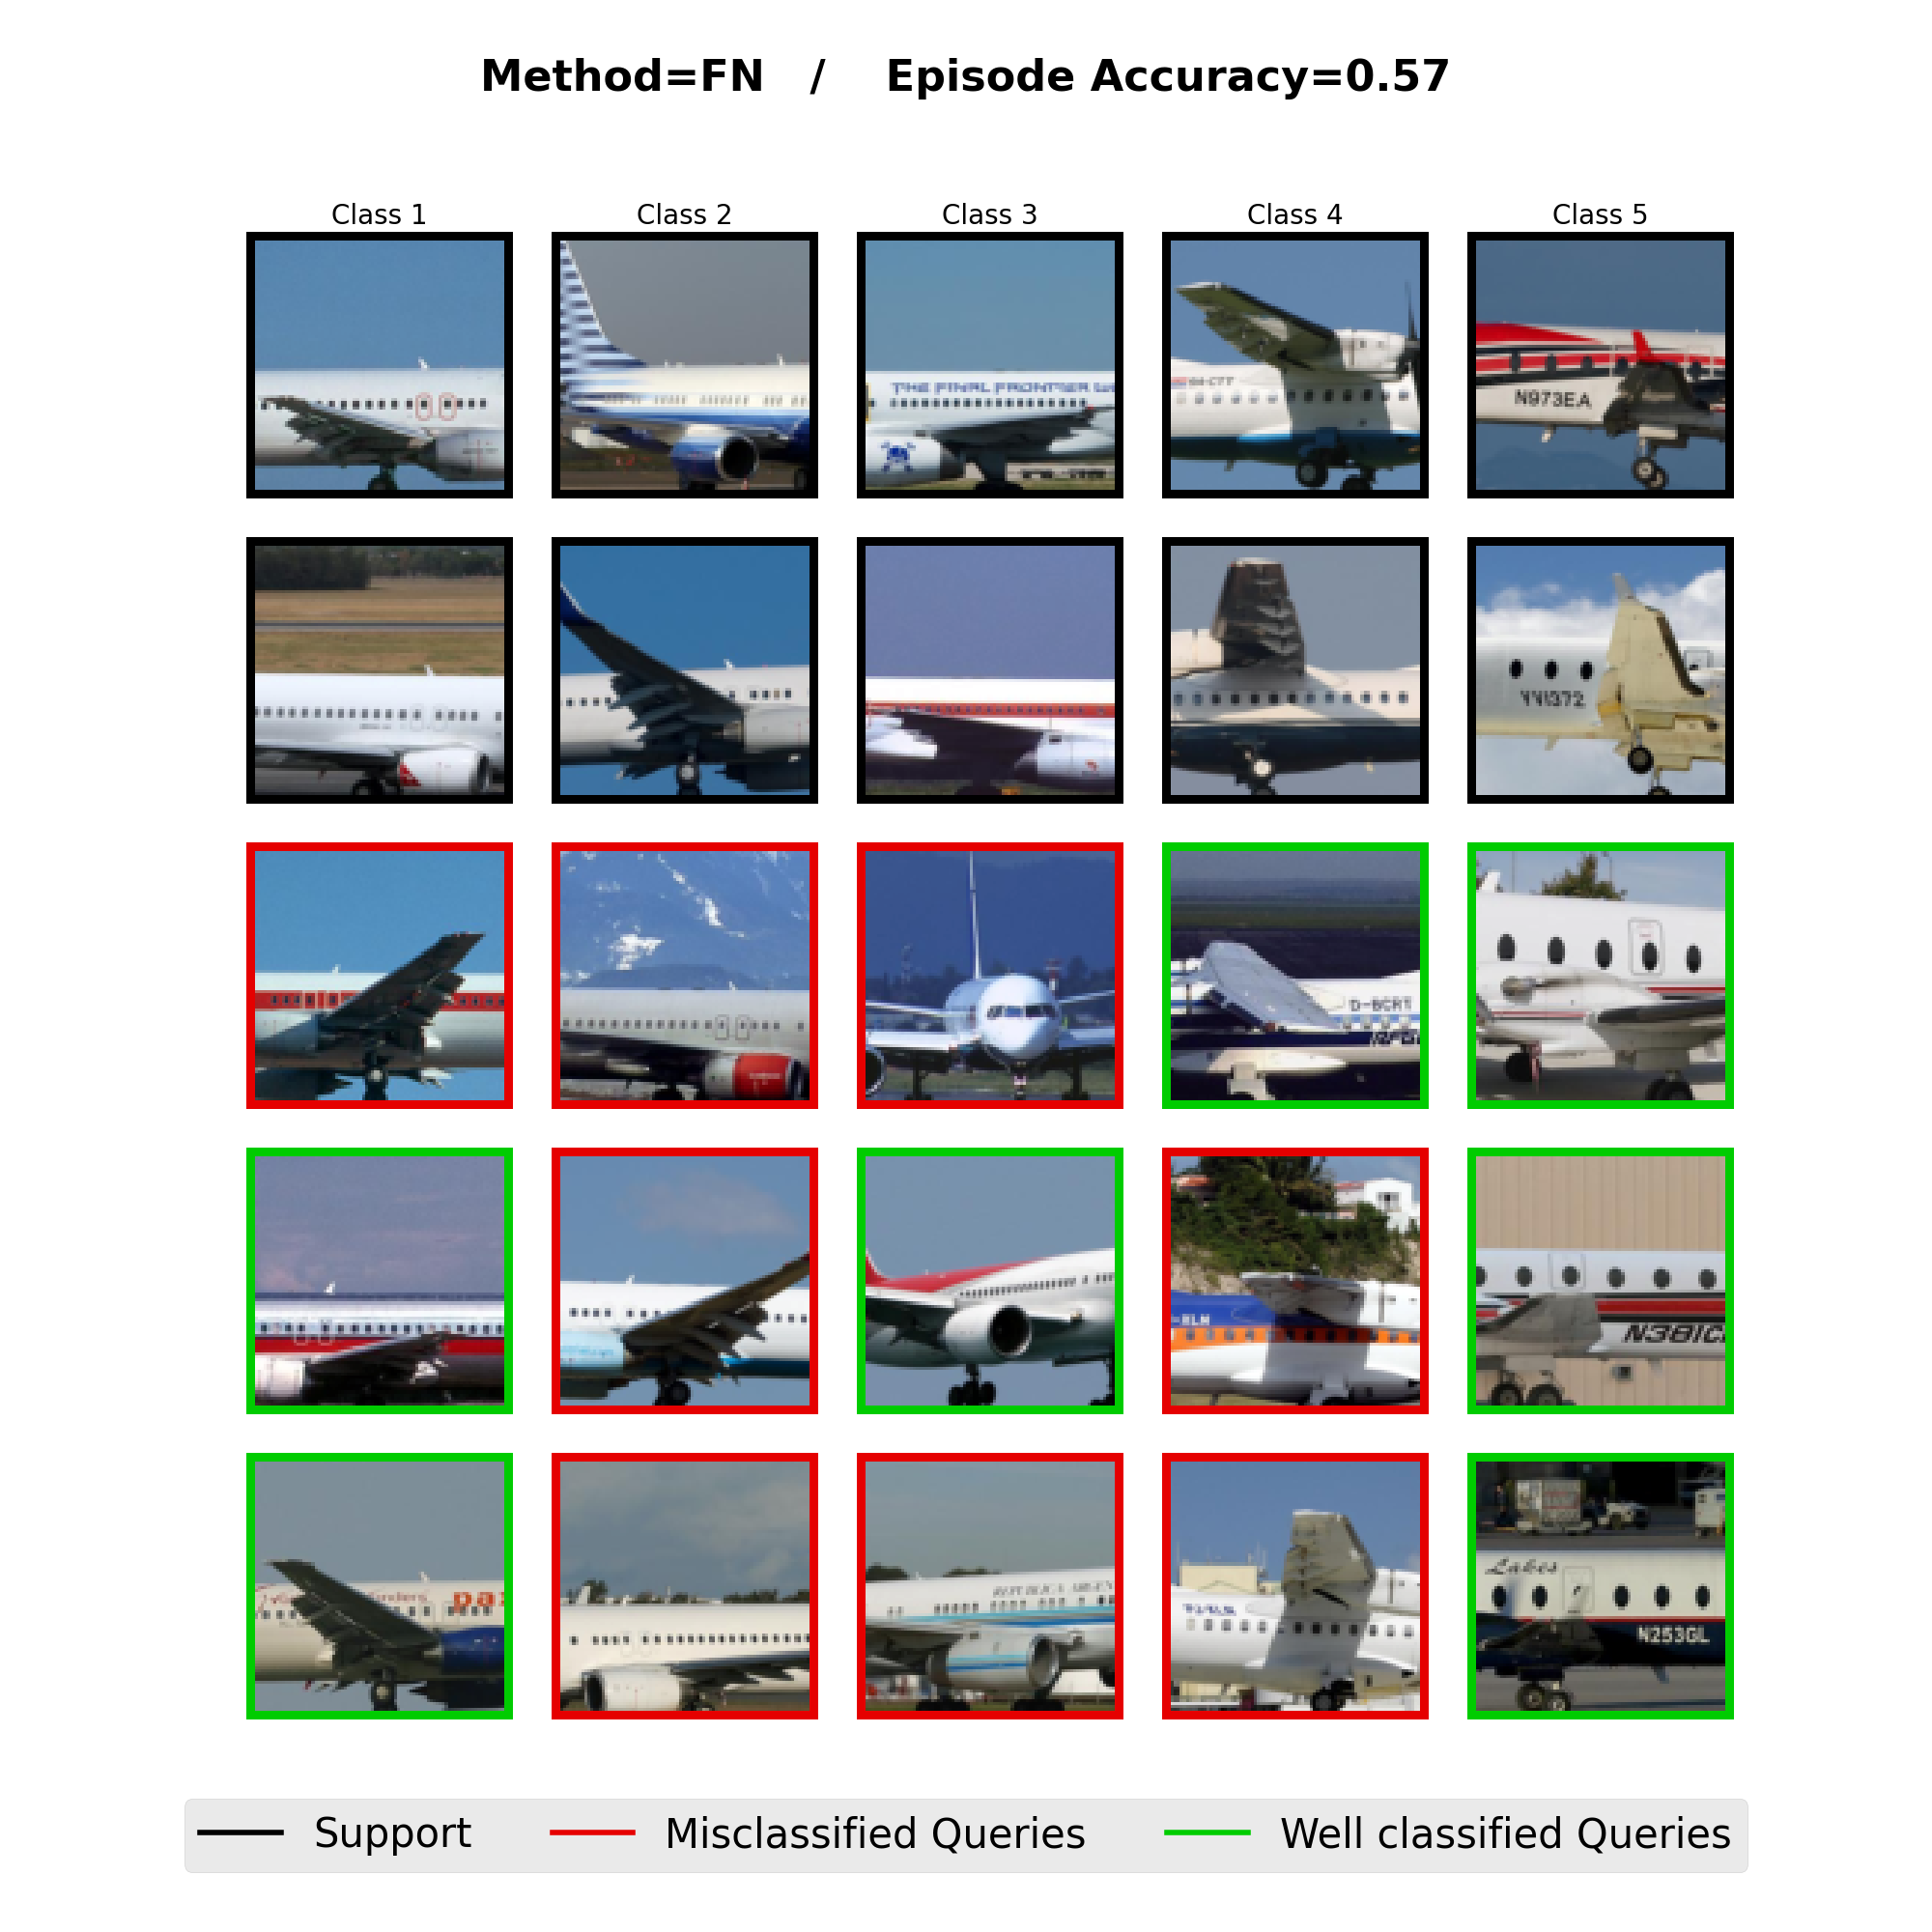 Method=FN / Episode Accuracy=0.57
Class 1 Class 2 Class 3 Class 4 Class 5
THE FINAL FRONTIER
N973EA
D-BCRT
N381C
Lakes
N253GL
Support Misclassified Queries Well classified Queries